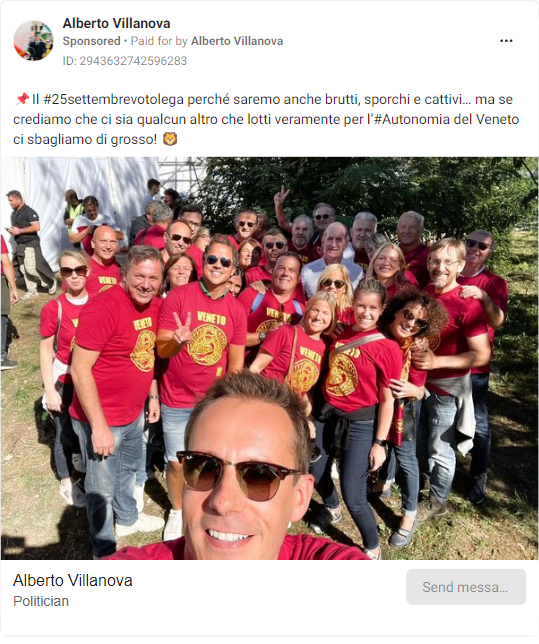 Alberto Villanova
Sponsored • Paid for by Alberto Villanova
ID: 2943632742596283
📌Il #25settembrevotolega perché saremo anche brutti, sporchi e cattivi… ma se
crediamo che ci sia qualcun altro che lotti veramente per l'#Autonomia del Veneto
ci sbagliamo di grosso! 🦁
VENETO
VENETO
VENETO
VENETO
VENETO
Alberto Villanova
Politician
Send messa...